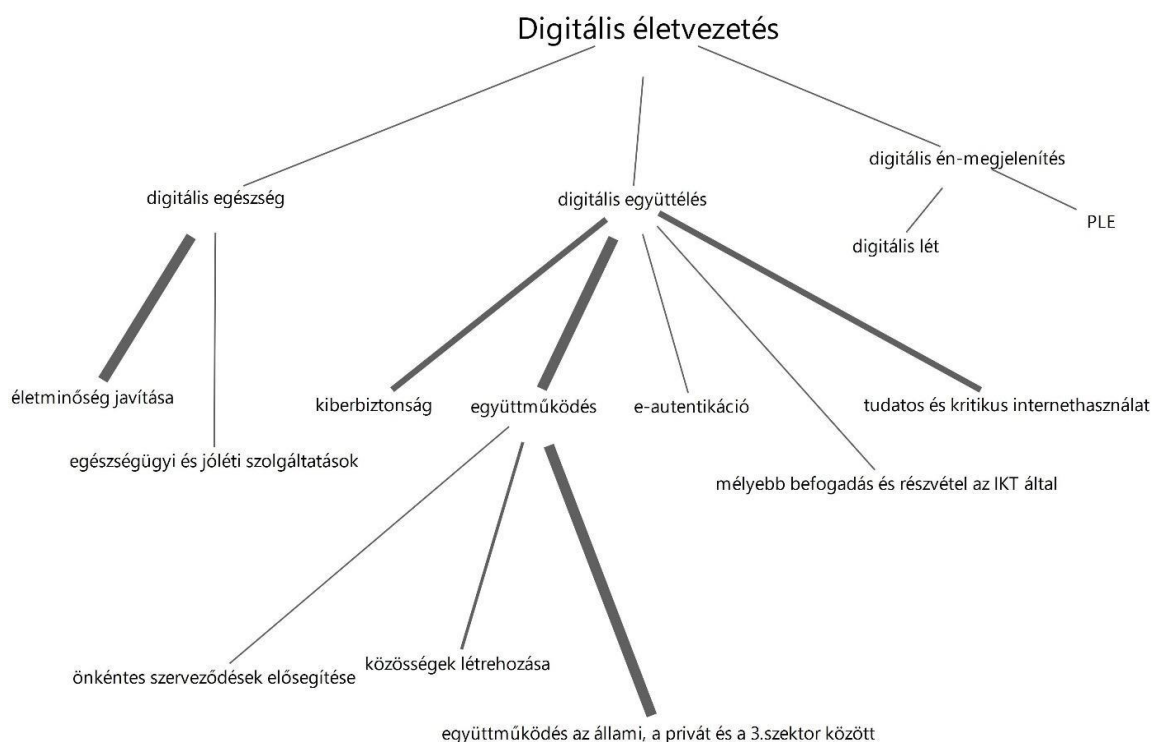 Digitális életvezetés
digitális én-megjelenítés
digitális egészség
digitális együttélés
PLE
digitális lét
életminőség javítása
kiberbiztonság
együttműködés
e-autentikáció
tudatos és kritikus internethasználat
egészségügyi és jóléti szolgáltatások
mélyebb befogadás és részvétel az IKT által
önkéntes szerveződések elősegítése
közösségek létrehozása
együttműködés az állami, a privát és a 3.szektor között